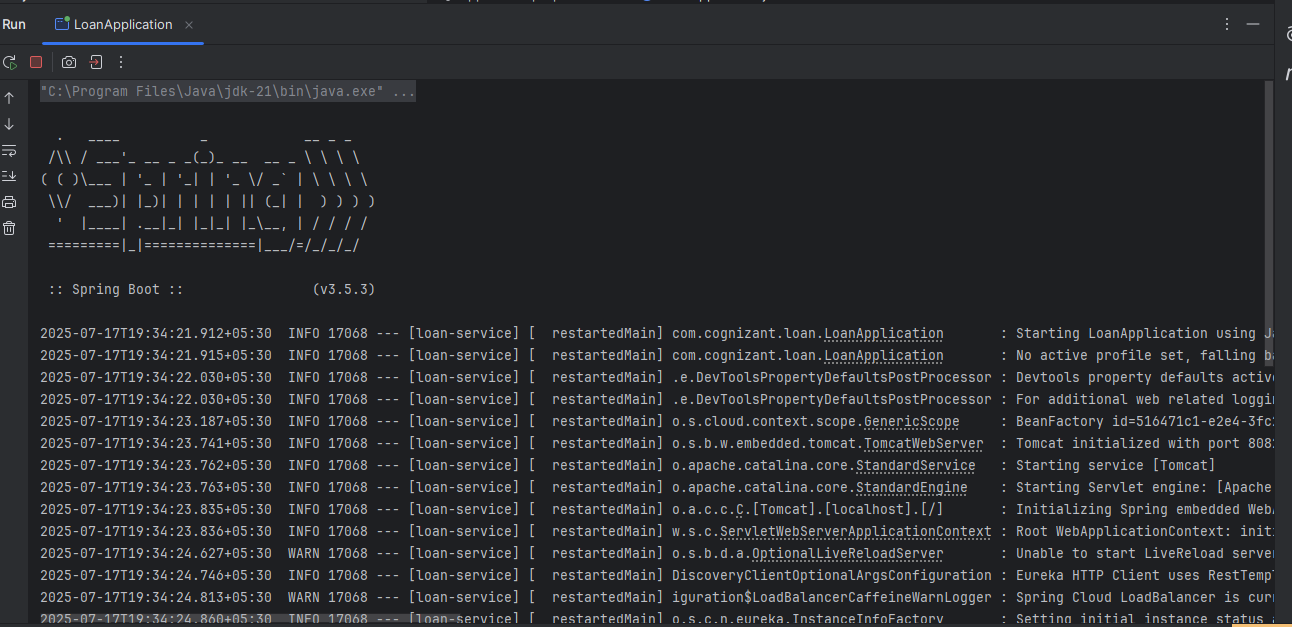 Run LoanApplication
"C:\Program Files\Java\jdk-21\bin\java.exe" ...
  .   ____          _            __ _ _
 /\\ / ___'_ __ _ _(_)_ __  __ _ \ \ \ \
( ( )\___ | '_ | '_| | '_ \/ _` | \ \ \ \
 \\/  ___)| |_)| | | | | || (_| |  ) ) ) )
  '  |____| .__|_| |_|_| |_\__, | / / / /
 =========|_|==============|___/=/_/_/_/
 :: Spring Boot ::                (v3.5.3)
2025-07-17T19:34:21.912+05:30  INFO 17068 --- [loan-service] [  restartedMain] com.cognizant.loan.LoanApplication       : Starting LoanApplication using
2025-07-17T19:34:21.915+05:30  INFO 17068 --- [loan-service] [  restartedMain] com.cognizant.loan.LoanApplication       : No active profile set, falling
2025-07-17T19:34:22.030+05:30  INFO 17068 --- [loan-service] [  restartedMain] .e.DevToolsPropertyDefaultsPostProcessor : Devtools property defaults active
2025-07-17T19:34:22.030+05:30  INFO 17068 --- [loan-service] [  restartedMain] .e.DevToolsPropertyDefaultsPostProcessor : For additional web related loggin
2025-07-17T19:34:23.187+05:30  INFO 17068 --- [loan-service] [  restartedMain] o.s.cloud.context.scope.GenericScope     : BeanFactory id=516471c1-e2e4-3fc
2025-07-17T19:34:23.741+05:30  INFO 17068 --- [loan-service] [  restartedMain] o.s.b.w.embedded.tomcat.TomcatWebServer  : Tomcat initialized with port 808
2025-07-17T19:34:23.762+05:30  INFO 17068 --- [loan-service] [  restartedMain] o.apache.catalina.core.StandardService   : Starting service [Tomcat]
2025-07-17T19:34:23.763+05:30  INFO 17068 --- [loan-service] [  restartedMain] o.apache.catalina.core.StandardEngine    : Starting Servlet engine: [Apache
2025-07-17T19:34:23.835+05:30  INFO 17068 --- [loan-service] [  restartedMain] o.a.c.c.C.[Tomcat].[localhost].[/]       : Initializing Spring embedded Web
2025-07-17T19:34:23.836+05:30  INFO 17068 --- [loan-service] [  restartedMain] w.s.c.ServletWebServerApplicationContext : Root WebApplicationContext: init
2025-07-17T19:34:24.627+05:30  WARN 17068 --- [loan-service] [  restartedMain] o.s.b.d.a.OptionalLiveReloadServer       : Unable to start LiveReload server
2025-07-17T19:34:24.746+05:30  INFO 17068 --- [loan-service] [  restartedMain] DiscoveryClientOptionalArgsConfiguration : Eureka HTTP Client uses RestTemp
2025-07-17T19:34:24.813+05:30  WARN 17068 --- [loan-service] [  restartedMain] iguration$LoadBalancerCaffeineWarnLogger : Spring Cloud LoadBalancer is cur
2025-07-17T19:34:24.860+05:30  INFO 17068 --- [loan-service] [  restartedMain] o.s.c.n.eureka.InstanceInfoFactory       : Setting initial instance status